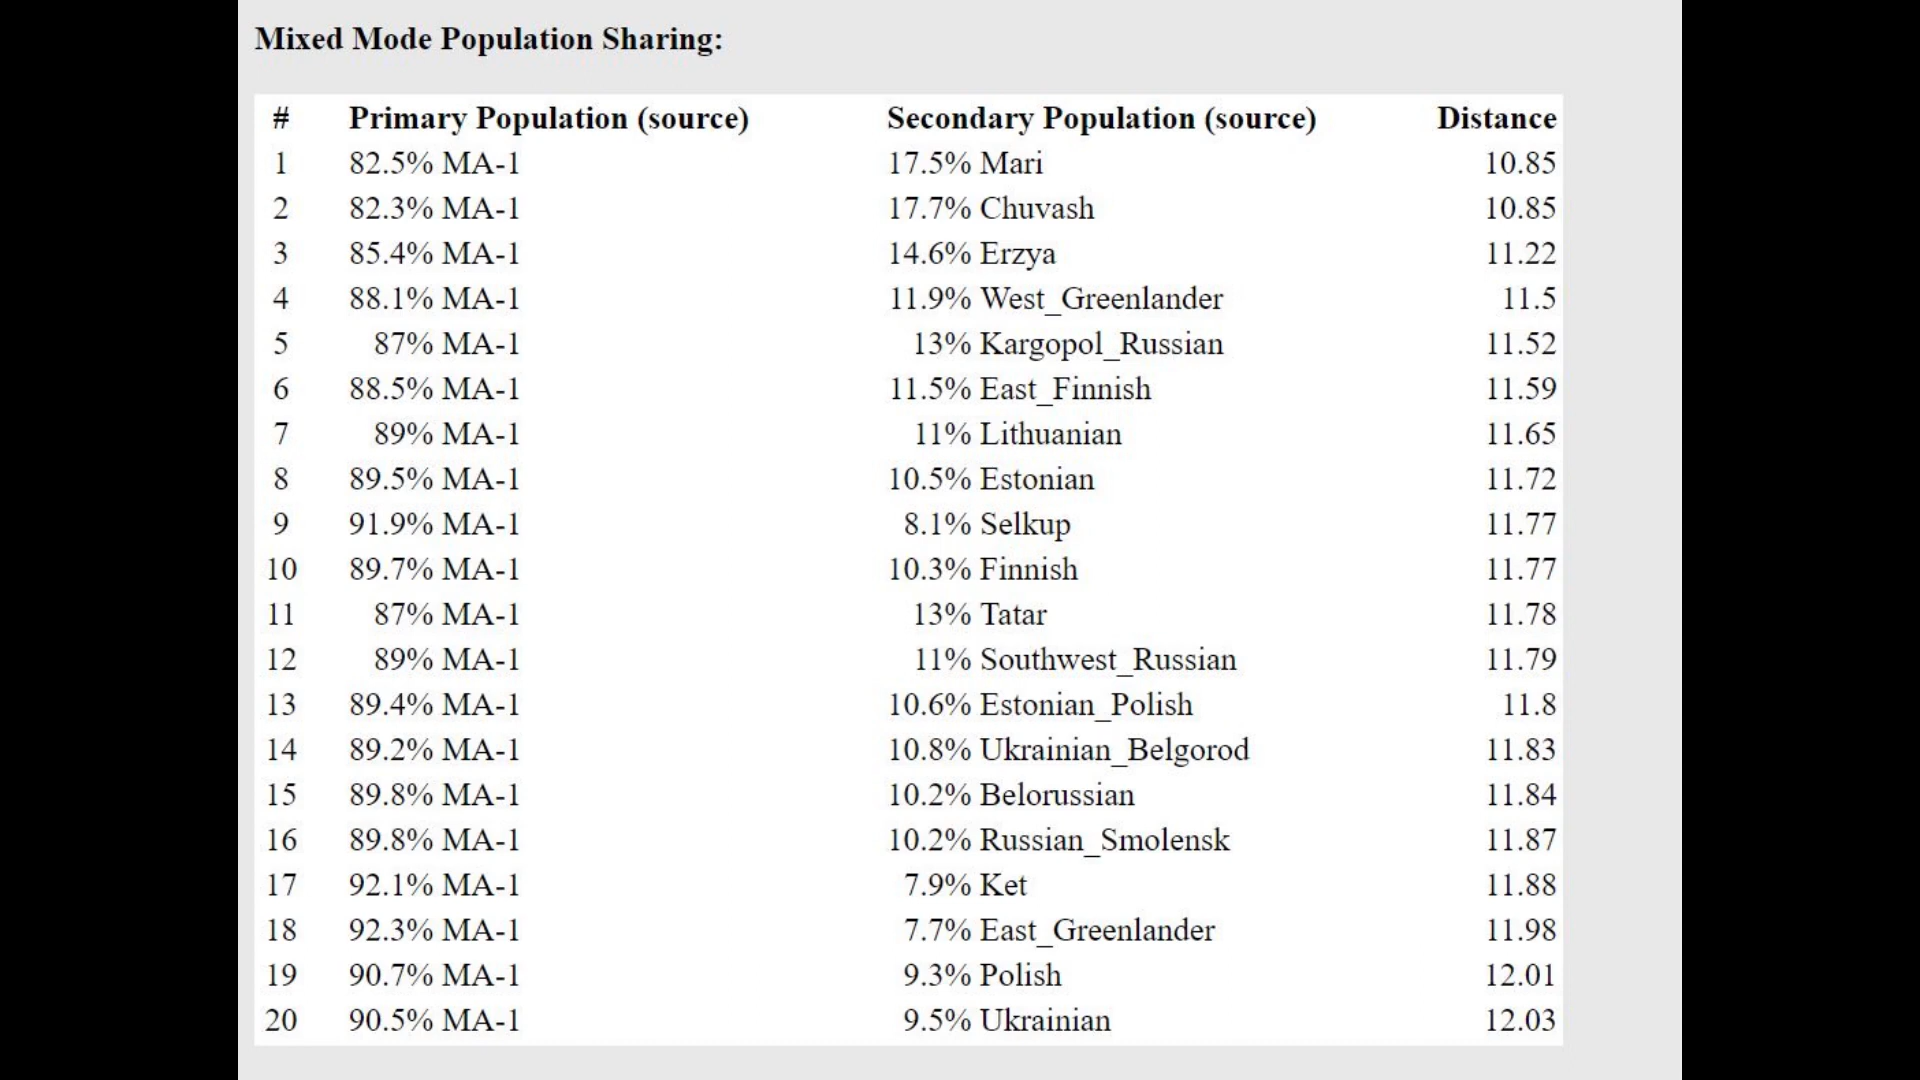 Mixed Mode Population Sharing:
# Primary Population (source) Secondary Population (source) Distance
1 82.5% MA-1 17.5% Mari 10.85
2 82.3% MA-1 17.7% Chuvash 10.85
3 85.4% MA-1 14.6% Erzya 11.22
4 88.1% MA-1 11.9% West_Greenlander 11.5
5 87% MA-1 13% Kargopol_Russian 11.52
6 88.5% MA-1 11.5% East_Finnish 11.59
7 89% MA-1 11% Lithuanian 11.65
8 89.5% MA-1 10.5% Estonian 11.72
9 91.9% MA-1 8.1% Selkup 11.77
10 89.7% MA-1 10.3% Finnish 11.77
11 87% MA-1 13% Tatar 11.78
12 89% MA-1 11% Southwest_Russian 11.79
13 89.4% MA-1 10.6% Estonian_Polish 11.8
14 89.2% MA-1 10.8% Ukrainian_Belgorod 11.83
15 89.8% MA-1 10.2% Belorussian 11.84
16 89.8% MA-1 10.2% Russian_Smolensk 11.87
17 92.1% MA-1 7.9% Ket 11.88
18 92.3% MA-1 7.7% East_Greenlander 11.98
19 90.7% MA-1 9.3% Polish 12.01
20 90.5% MA-1 9.5% Ukrainian 12.03